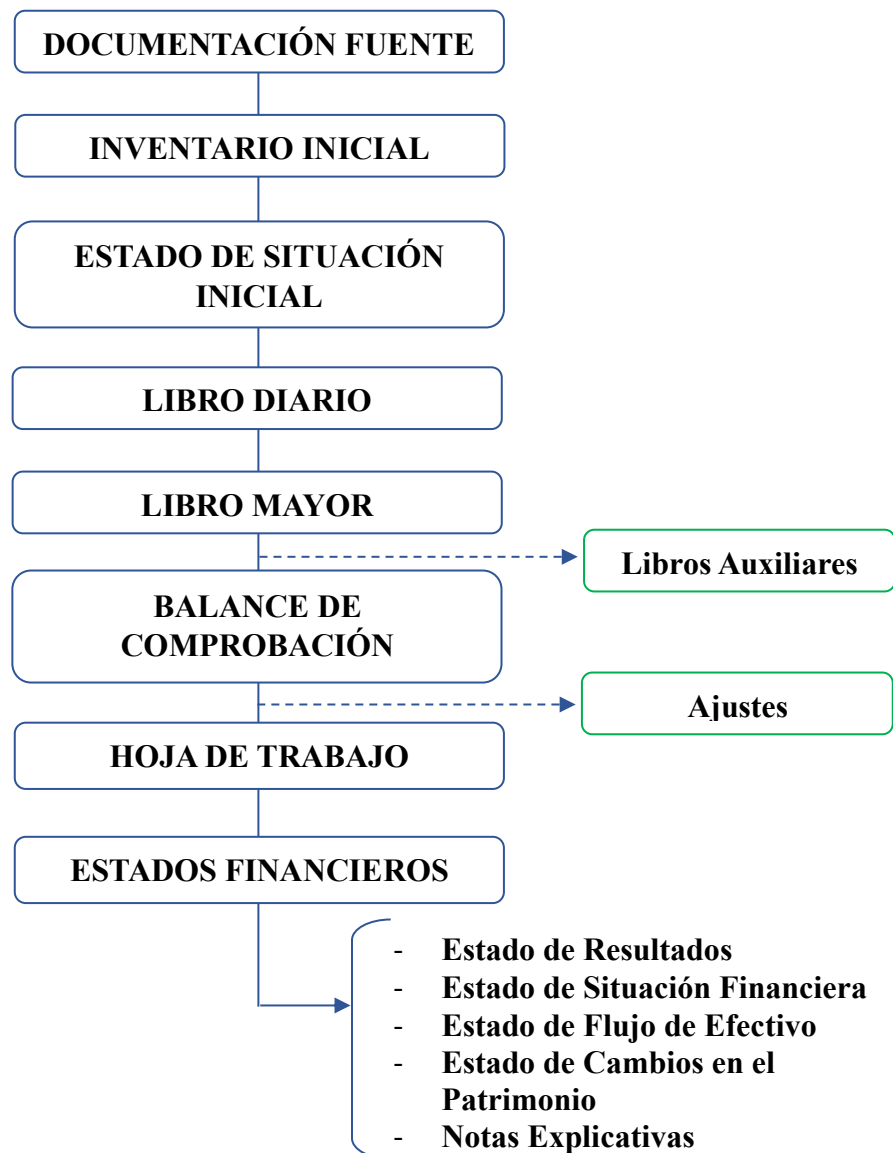 DOCUMENTACIÓN FUENTE
INVENTARIO INICIAL
ESTADO DE SITUACIÓN
INICIAL
LIBRO DIARIO
LIBRO MAYOR
Libros Auxiliares
BALANCE DE
COMPROBACIÓN
Ajustes
HOJA DE TRABAJO
ESTADOS FINANCIEROS
- Estado de Resultados
- Estado de Situación Financiera
- Estado de Flujo de Efectivo
- Estado de Cambios en el
Patrimonio
- Notas Explicativas